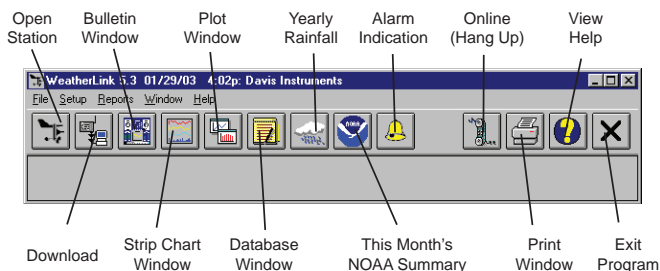 Open Station
Bulletin Window
Plot Window
Yearly Rainfall
Alarm Indication
Online (Hang Up)
View Help
WeatherLink 5.3 01/29/03 4:02p: Davis Instruments
File Setup Reports Window Help
NOAA
Download
Strip Chart Window
Database Window
This Month's NOAA Summary
Print Window
Exit Program